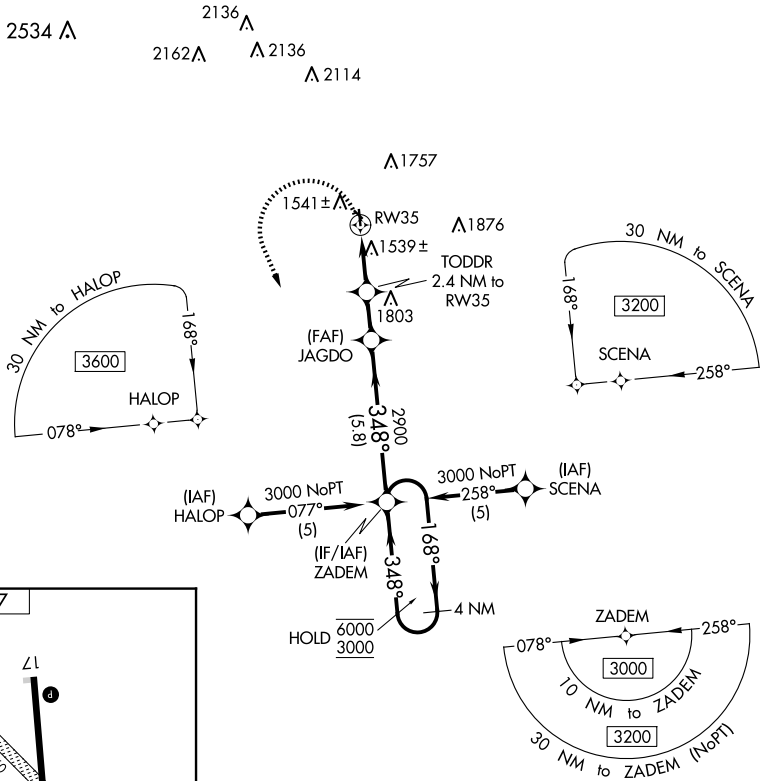 2534
2136
2162
2136
2114
1757
1541±
RW35
1876
1539±
TODDR
2.4 NM to
RW35
1803
(FAF)
JAGDO
30 NM to HALOP
168°
3600
HALOP
078°
30 NM to SCENA
168°
3200
SCENA
258°
2900
348°
(5.8)
(IAF)
HALOP
3000 NoPT
077°
(5)
3000 NoPT
258°
(5)
(IAF)
SCENA
(IF/IAF)
ZADEM
348°
168°
4 NM
HOLD
6000
3000
ZADEM
078°
258°
3000
10 NM to ZADEM
3200
30 NM to ZADEM (NoPT)
17
P